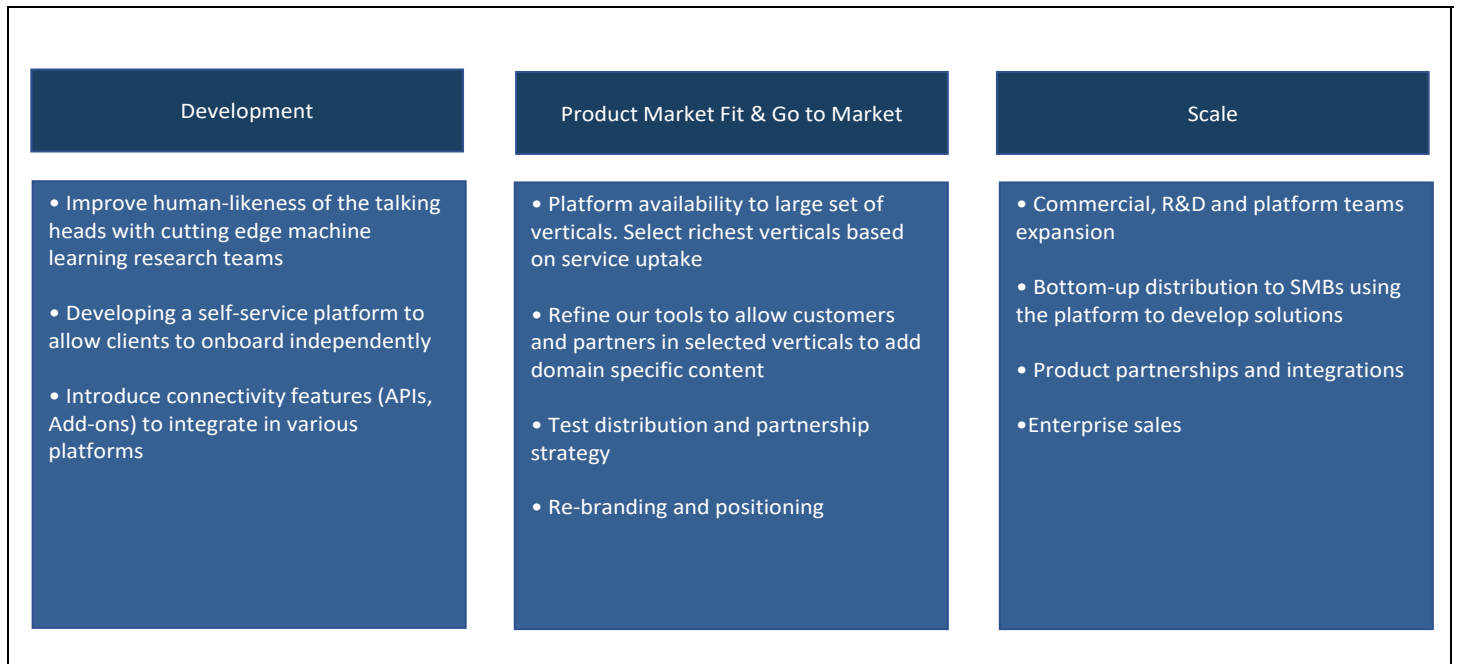 Development
• Improve human-likeness of the talking
heads with cutting edge machine
learning research teams
• Developing a self-service platform to
allow clients to onboard independently
• Introduce connectivity features (APIs,
Add-ons) to integrate in various
platforms
Product Market Fit & Go to Market
• Platform availability to large set of
verticals. Select richest verticals based
on service uptake
• Refine our tools to allow customers
and partners in selected verticals to add
domain specific content
• Test distribution and partnership
strategy
• Re-branding and positioning
Scale
• Commercial, R&D and platform teams
expansion
• Bottom-up distribution to SMBs using
the platform to develop solutions
• Product partnerships and integrations
•Enterprise sales